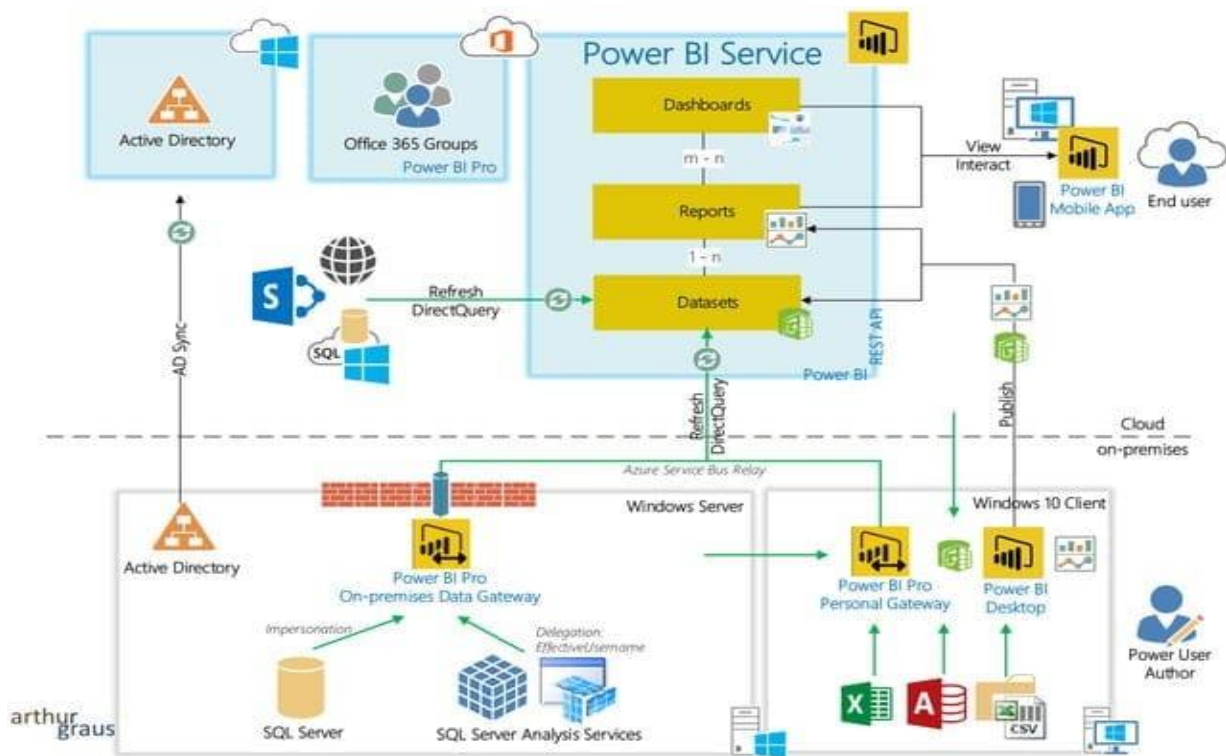 Power BI Service
Active Directory
Office 365 Groups
Power BI Pro
Dashboards
m - n
Reports
1 - n
Datasets
View
Interact
Power BI
Mobile App
End user
S
SQL
Refresh
DirectQuery
REST API
Power BI
AD Sync
Refresh
DirectQuery
Publish
Cloud
on-premises
Azure Service Bus Relay
Windows Server
Windows 10 Client
Active Directory
Power BI Pro
On-premises Data Gateway
Power BI Pro
Personal Gateway
Power BI
Desktop
Impersonation
Delegation:
EffectiveUsername
SQL Server
SQL Server Analysis Services
X
A
X
CSV
Power User
Author
arthur
graus